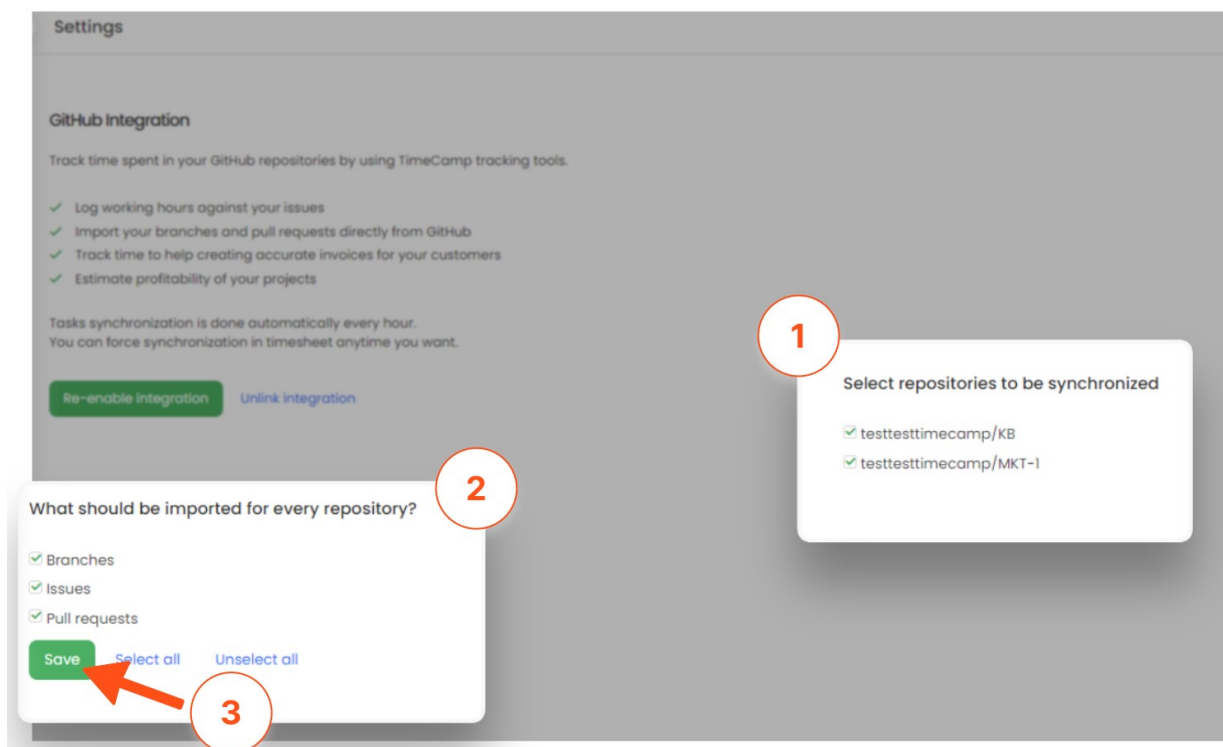 Settings
GitHub Integration
Track time spent in your GitHub repositories by using TimeCamp tracking tools.
Log working hours against your issues
Import your branches and pull requests directly from GitHub
Track time to help creating accurate invoices for your customers
Estimate profitability of your projects
Tasks synchronization is done automatically every hour.
You can force synchronization in timesheet anytime you want.
Re-enable integration Unlink integration
1
Select repositories to be synchronized
testtesttimecamp/KB
testtesttimecamp/MKT-1
2
What should be imported for every repository?
Branches
Issues
Pull requests
Save Select all Unselect all
3